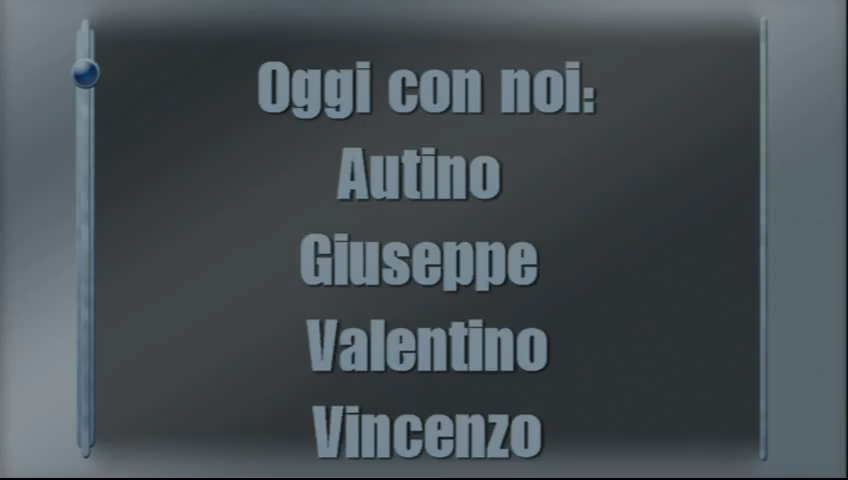 Oggi con noi:
Autino
Giuseppe
Valentino
Vincenzo